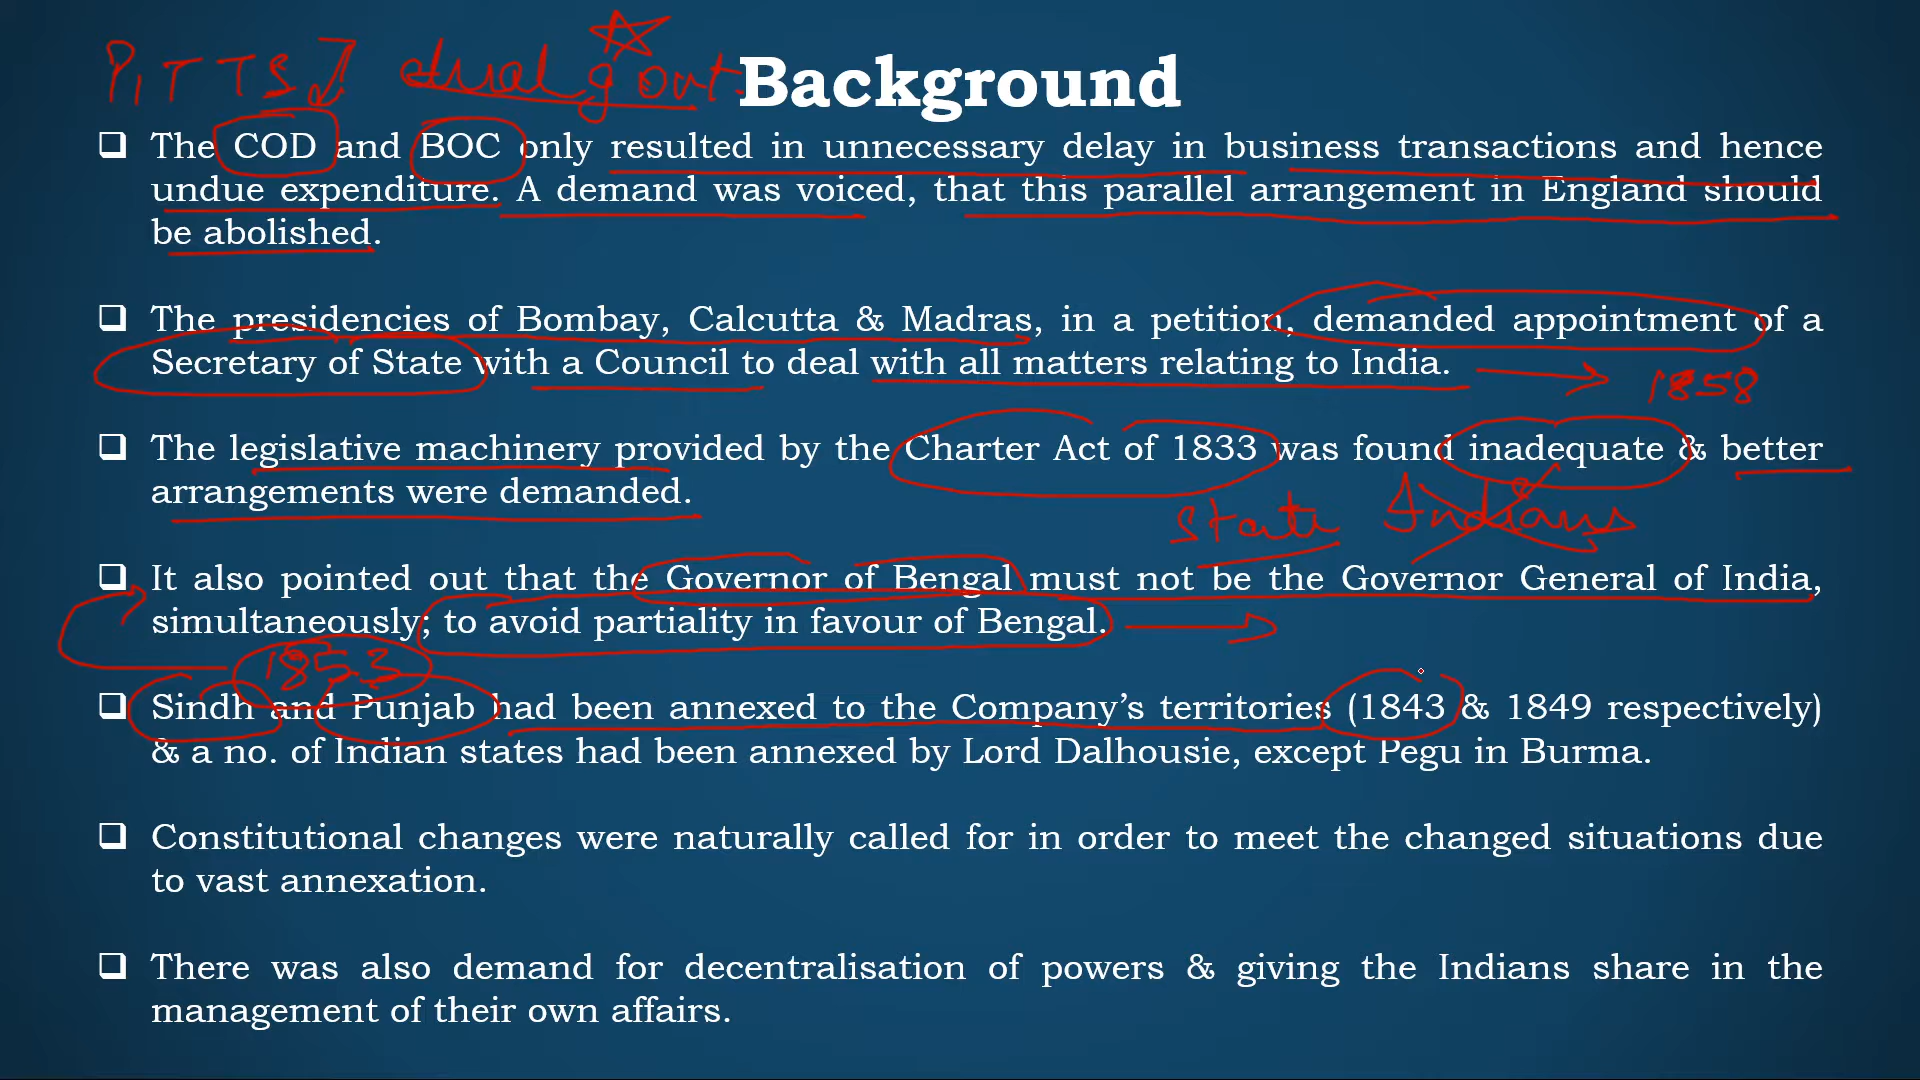 PITTS dual govt.
Background
❑ The COD and BOC only resulted in unnecessary delay in business transactions and hence
undue expenditure. A demand was voiced, that this parallel arrangement in England should
be abolished.
❑ The presidencies of Bombay, Calcutta & Madras, in a petition, demanded appointment of a
Secretary of State with a Council to deal with all matters relating to India.
1858
❑ The legislative machinery provided by the Charter Act of 1833 was found inadequate & better
arrangements were demanded.
State Indians
❑ It also pointed out that the Governor of Bengal must not be the Governor General of India,
simultaneously; to avoid partiality in favour of Bengal.
1853
❑ Sindh and Punjab had been annexed to the Company's territories (1843 & 1849 respectively)
& a no. of Indian states had been annexed by Lord Dalhousie, except Pegu in Burma.
❑ Constitutional changes were naturally called for in order to meet the changed situations due
to vast annexation.
❑ There was also demand for decentralisation of powers & giving the Indians share in the
management of their own affairs.